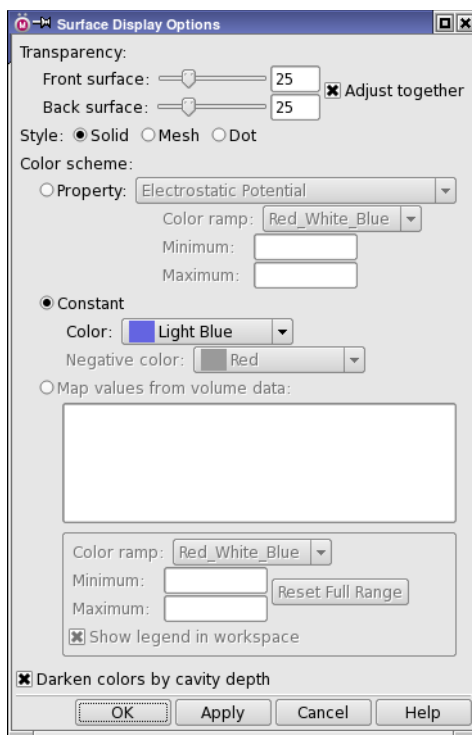 Surface Display Options
Transparency:
Front surface: 25
Adjust together
Back surface: 25
Style: Solid Mesh Dot
Color scheme:
Property: Electrostatic Potential
Color ramp: Red_White_Blue
Minimum:
Maximum:
Constant
Color: Light Blue
Negative color: Red
Map values from volume data:
Color ramp: Red_White_Blue
Minimum:
Reset Full Range
Maximum:
Show legend in workspace
Darken colors by cavity depth
OK Apply Cancel Help